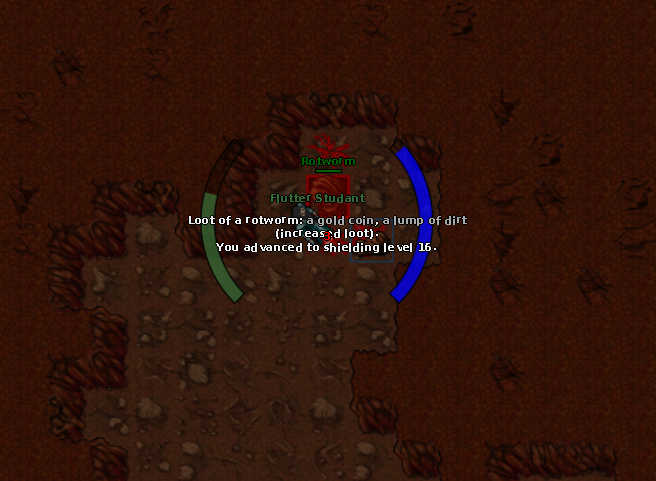 Rotworm
Flutter Studant
Loot of a rotworm: a gold coin, a lump of dirt
(increased loot).
You advanced to shielding level 16.